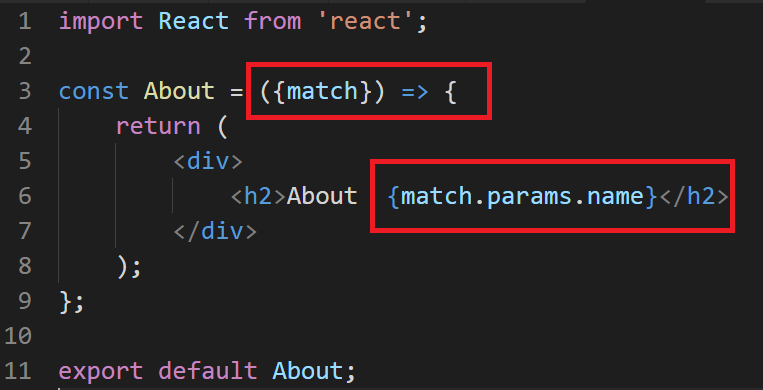 1 import React from 'react';
2
3 const About = ({match}) => {
4     return (
5         <div>
6             <h2>About  {match.params.name}</h2>
7         </div>
8     );
9 };
10
11 export default About;